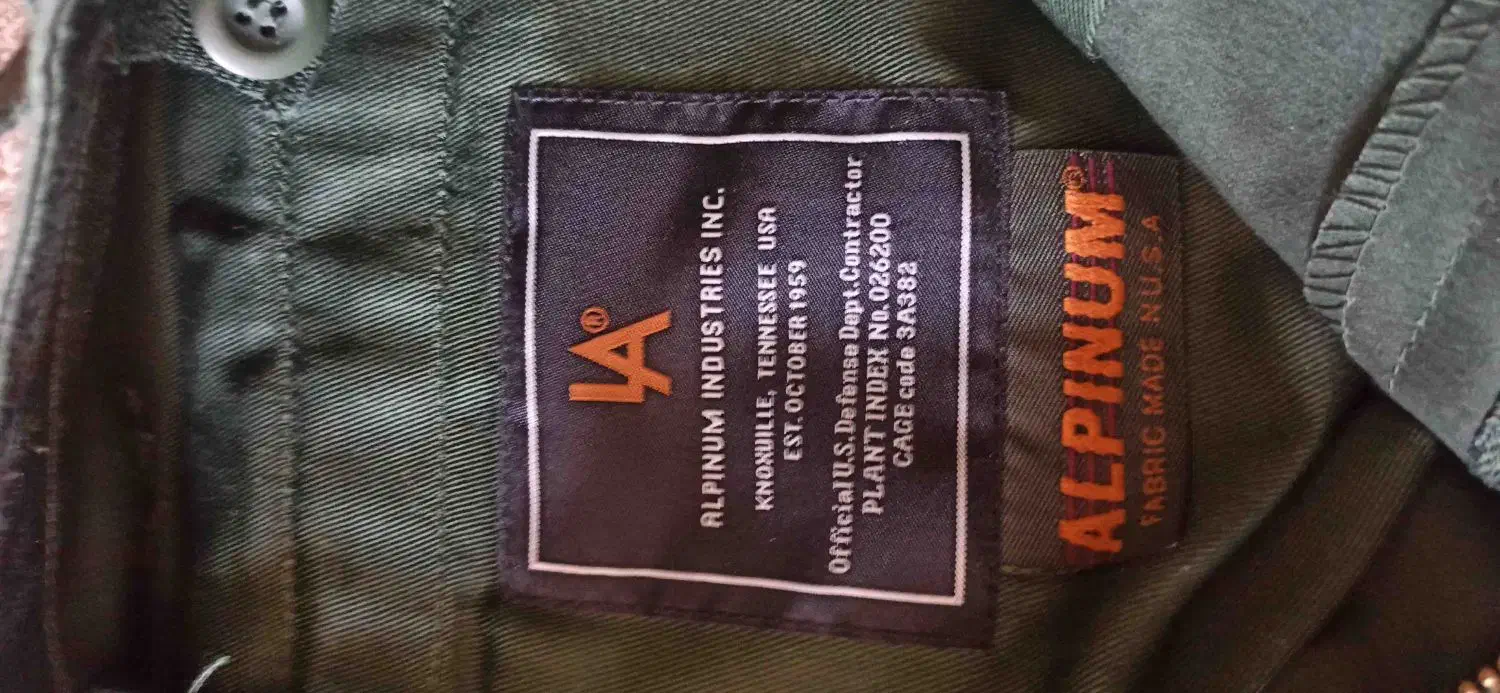 LA®
ALPINUM INDUSTRIES INC.
KNOXVILLE, TENNESSEE USA
EST. OCTOBER 1959
Official U.S. Defense Dept. Contractor
PLANT INDEX No. 026200
CAGE code 3A382
ALPINUM®
FABRIC MADE N U.S.A